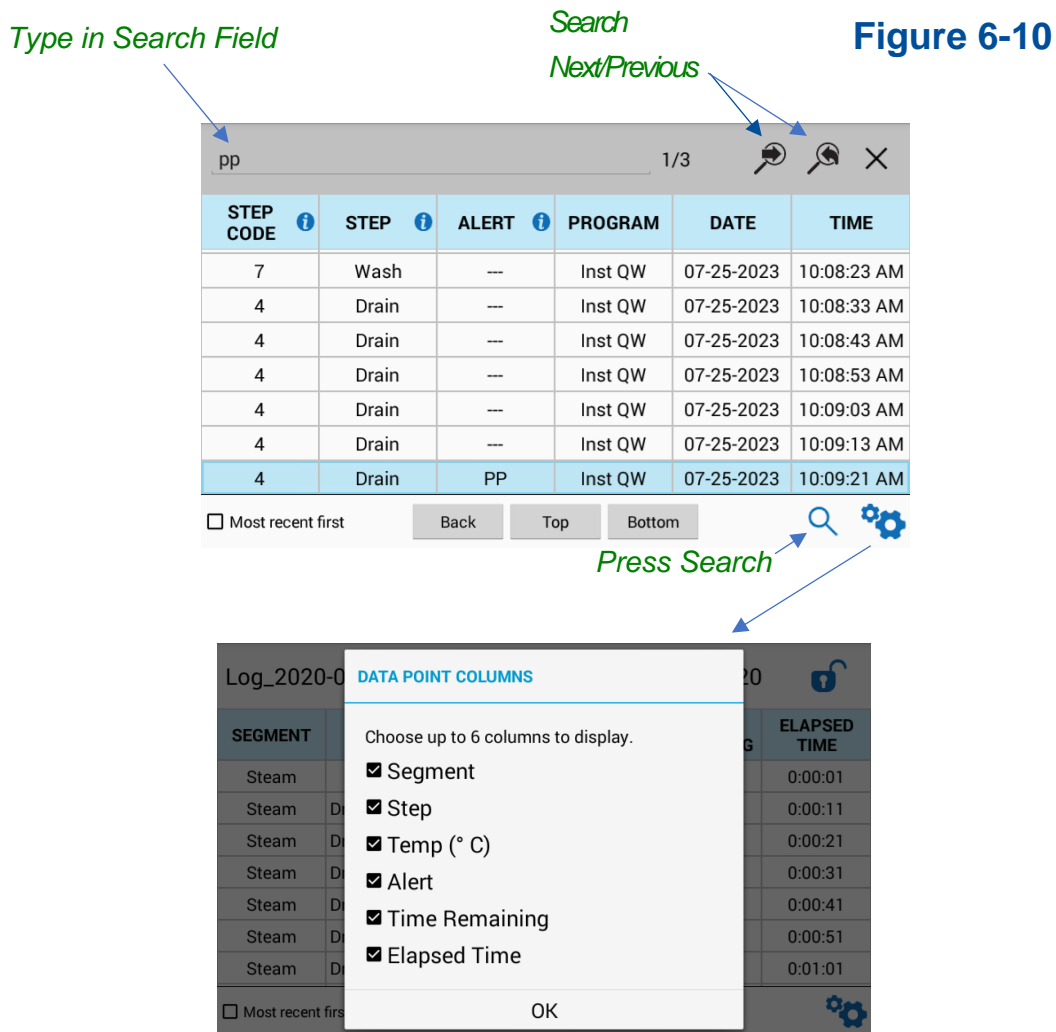 Type in Search Field
Search
Next/Previous
Figure 6-10
pp 1/3
STEP CODE STEP ALERT PROGRAM DATE TIME
7 Wash --- Inst QW 07-25-2023 10:08:23 AM
4 Drain --- Inst QW 07-25-2023 10:08:33 AM
4 Drain --- Inst QW 07-25-2023 10:08:43 AM
4 Drain --- Inst QW 07-25-2023 10:08:53 AM
4 Drain --- Inst QW 07-25-2023 10:09:03 AM
4 Drain --- Inst QW 07-25-2023 10:09:13 AM
4 Drain PP Inst QW 07-25-2023 10:09:21 AM
Most recent first Back Top Bottom
Press Search
Log_2020-0 DATA POINT COLUMNS 20
SEGMENT G ELAPSED TIME
Choose up to 6 columns to display.
Steam Segment 0:00:01
Steam Step 0:00:11
Steam Temp (° C) 0:00:21
Steam Alert 0:00:31
Steam Time Remaining 0:00:41
Steam Elapsed Time 0:00:51
Steam 0:01:01
Most recent firs OK